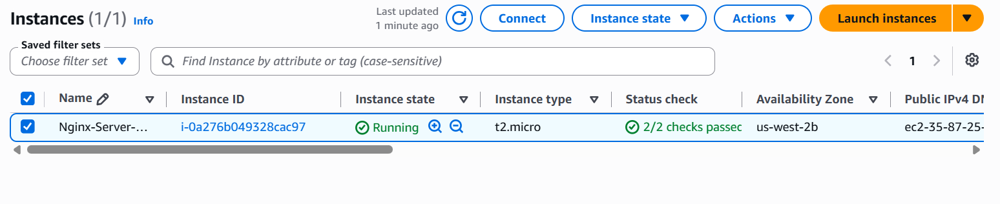 Instances (1/1) Info
Last updated
1 minute ago
Connect
Instance state
Actions
Launch instances
Saved filter sets
Choose filter set
Find Instance by attribute or tag (case-sensitive)
1
Name Instance ID Instance state Instance type Status check Availability Zone Public IPv4 DN
Nginx-Server-... i-0a276b049328cac97 Running t2.micro 2/2 checks passec us-west-2b ec2-35-87-25-